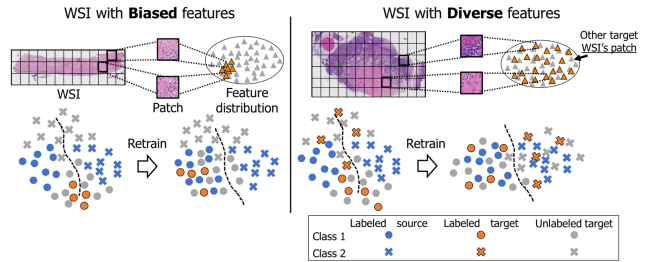 WSI with Biased features
WSI
Patch
Feature
distribution
Retrain
WSI with Diverse features
Other target
WSI's patch
Retrain
Labeled source Labeled target Unlabeled target
Class 1
Class 2